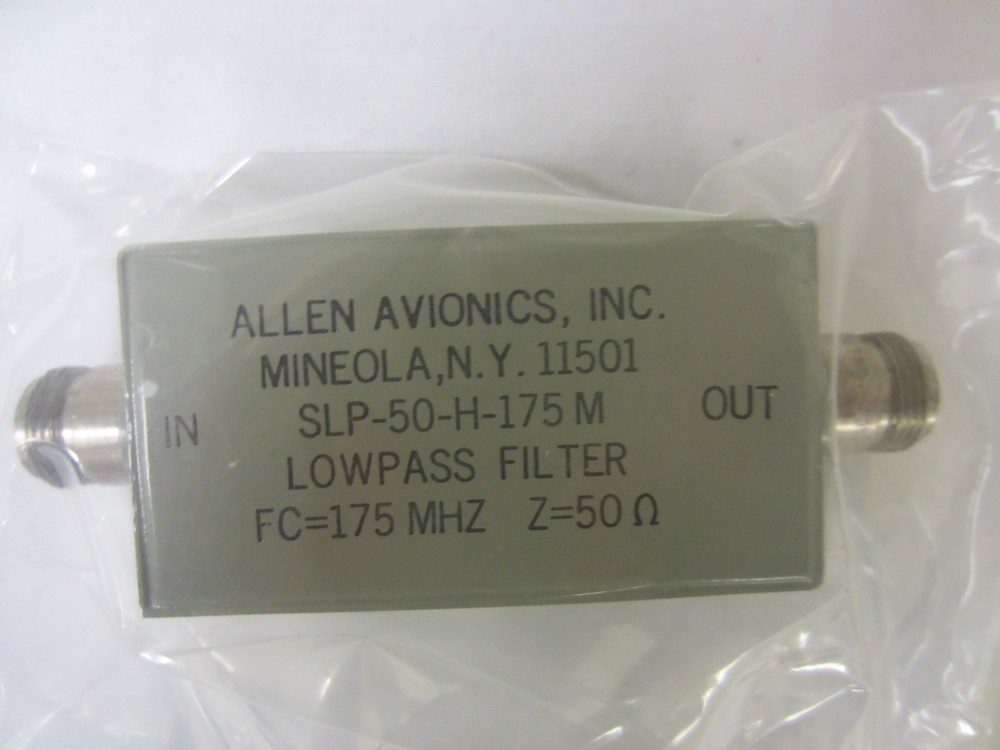 ALLEN AVIONICS, INC.
MINEOLA, N.Y. 11501
IN SLP-50-H-175 M OUT
LOWPASS FILTER
FC=175 MHZ Z=50 Ω